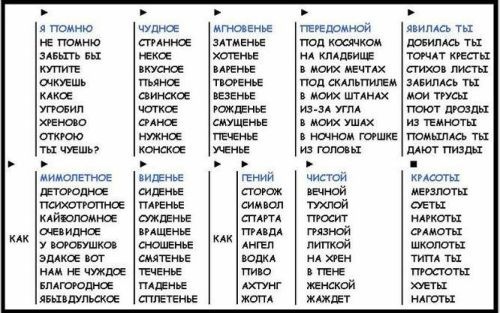 Я ПОМНЮ ЧУДНОЕ МГНОВЕНЬЕ ПЕРЕДОМНОЙ ЯВИЛАСЬ ТЫ
НЕ ПОМНЮ СТРАННОЕ ЗАТМЕНЬЕ ПОД КОСЯЧКОМ ДОБИЛАСЬ ТЫ
ЗАБЫТЬ БЫ НЕКОЕ ХОТЕНЬЕ НА КЛАДБИЩЕ ТОРЧАТ КРЕСТЫ
КУПИТЕ ВКУСНОЕ ВАРЕНЬЕ В МОИХ МЕЧТАХ СТИХОВ ЛИСТЫ
ОЧКУЕШЬ ПЬЯНОЕ ТВОРЕНЬЕ ПОД СКАЛЬПИЛЕМ ЗАБИЛАСЬ ТЫ
КАКОЕ СВИНСКОЕ ВЕЗЕНЬЕ В МОИХ ШТАНАХ МОИ ТРУСЫ
УГРОБИЛ ЧОТКОЕ РОЖДЕНЬЕ ИЗ-ЗА УГЛА ПОЮТ ДРОЗДЫ
ХРЕНОВО СРАНОЕ СМУЩЕНЬЕ В МОИХ УШАХ ИЗ ТЕМНОТЫ
ОТКРОЮ НУЖНОЕ ПЕЧЕНЬЕ В НОЧНОМ ГОРШКЕ ПОМЫЛАСЬ ТЫ
ТЫ ЧУЕШЬ? КОНСКОЕ УЧЕНЬЕ ИЗ ГОЛОВЫ ДАЮТ ПИЗДЫ
МИМОЛЕТНОЕ ВИДЕНЬЕ ГЕНИЙ ЧИСТОЙ КРАСОТЫ
ДЕТОРОДНОЕ СИДЕНЬЕ СТОРОЖ ВЕЧНОЙ МЕРЗЛОТЫ
ПСИХОТРОПНОЕ ПАРЕНЬЕ СИМВОЛ ТУХЛОЙ СУЕТЫ
КАЙФОЛОМНОЕ СУЖДЕНЬЕ СПАРТА ПРОСИТ НАРКОТЫ
ОЧЕВИДНОЕ ВРАЩЕНЬЕ ПРАВДА ГРЯЗНОЙ СРАМОТЫ
КАК У ВОРОБУШКОВ СНОШЕНЬЕ КАК АНГЕЛ ЛИПКОЙ ШКОЛОТЫ
ЭДАКОЕ ВОТ СМЯТЕНЬЕ ВОДКА НА ХРЕН ТИПА ТЫ
НАМ НЕ ЧУЖДОЕ ТЕЧЕНЬЕ ПИВО В ПЕНЕ ПРОСТОТЫ
БЛАГОРОДНОЕ ПАДЕНЬЕ АХТУНГ ЖЕНСКОЙ ХУЕТЫ
ЯБЫВДУЛЬСКОЕ СПЛЕТЕНЬЕ ЖОПА ЖАЖДЕТ НАГОТЫ